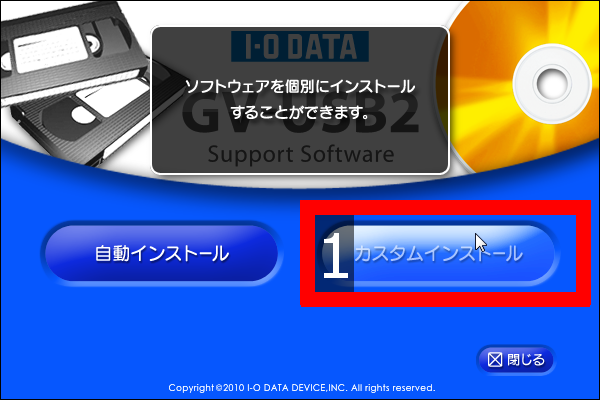 I-O DATA
ソフトウェアを個別にインストール
することができます。
GV-USB2
Support Software
自動インストール
1
カスタムインストール
閉じる
Copyright©2010 I-O DATA DEVICE,INC. All rights reserved.